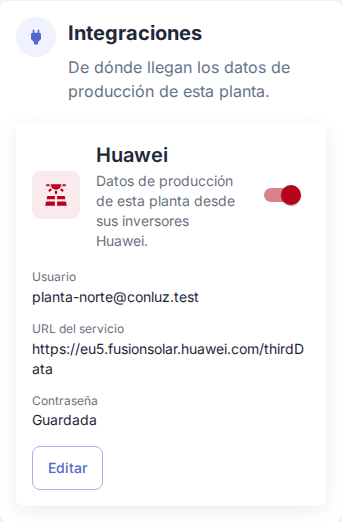 Integraciones
De dónde llegan los datos de
producción de esta planta.
Huawei
Datos de producción
de esta planta desde
sus inversores
Huawei.
Usuario
planta-norte@conluz.test
URL del servicio
https://eu5.fusionsolar.huawei.com/thirdD
ata
Contraseña
Guardada
Editar